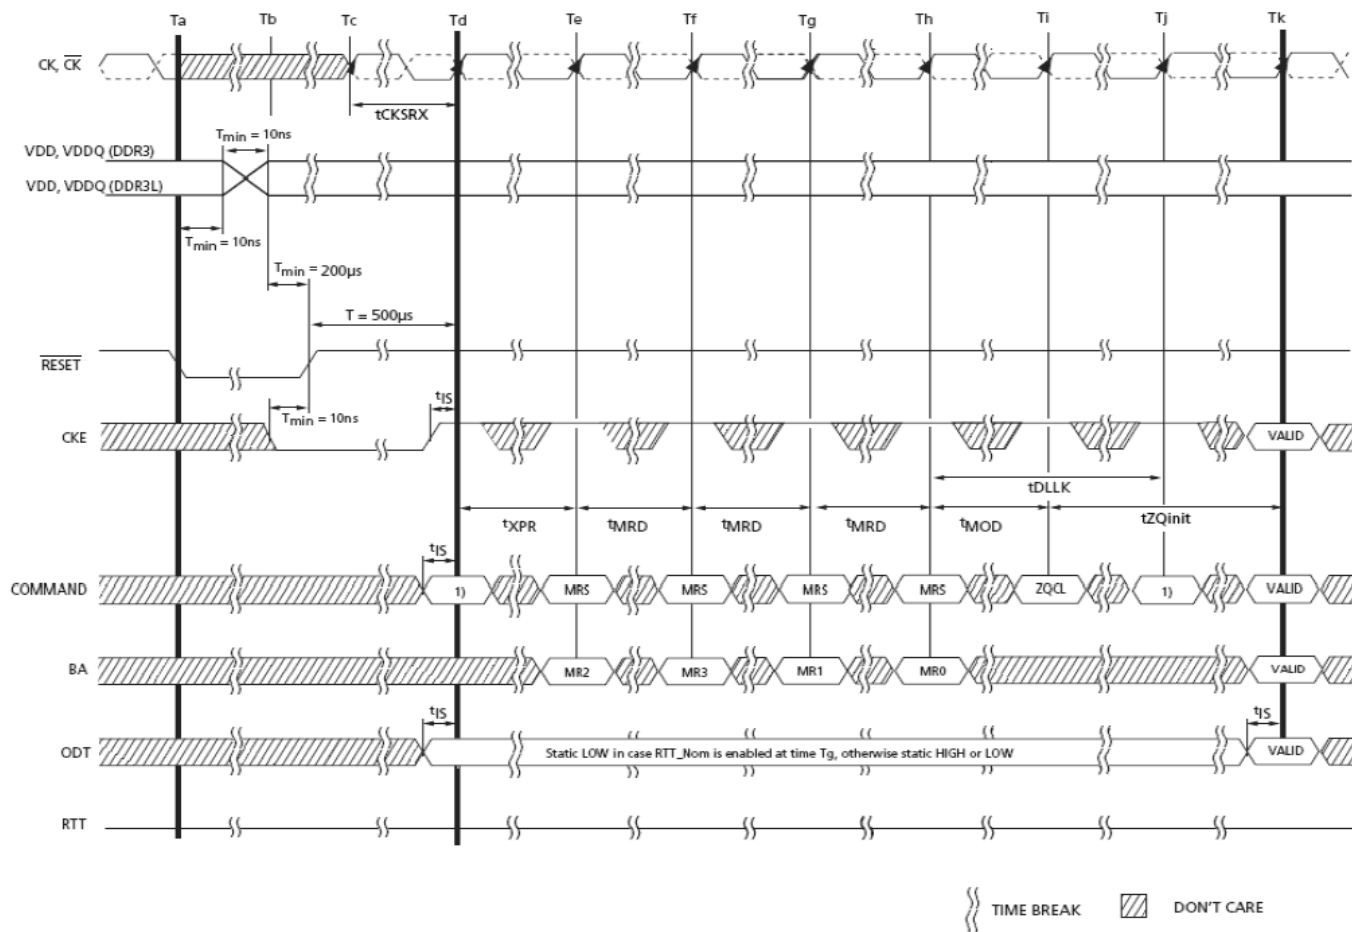 Ta Tb Tc Td Te Tf Tg Th Ti Tj Tk
CK, CK
tCKSRX
Tmin = 10ns
VDD, VDDQ (DDR3)
VDD, VDDQ (DDR3L)
Tmin = 10ns
Tmin = 200µs
T = 500µs
RESET
tIS
Tmin = 10ns
CKE VALID
tDLLK
tXPR tMRD tMRD tMRD tMOD tZQinit
tIS
COMMAND 1) MRS MRS MRS MRS ZQCL 1) VALID
BA MR2 MR3 MR1 MR0 VALID
tIS tIS
ODT Static LOW in case RTT_Nom is enabled at time Tg, otherwise static HIGH or LOW VALID
RTT
TIME BREAK DON'T CARE